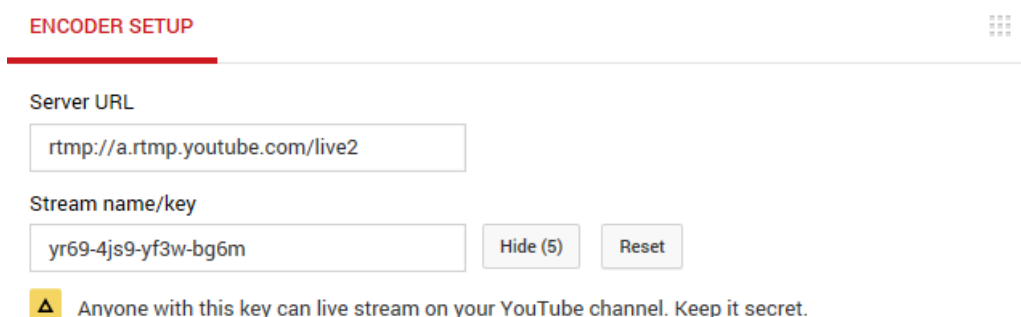 ENCODER SETUP
Server URL
rtmp://a.rtmp.youtube.com/live2
Stream name/key
yr69-4js9-yf3w-bg6m Hide (5) Reset
Anyone with this key can live stream on your YouTube channel. Keep it secret.